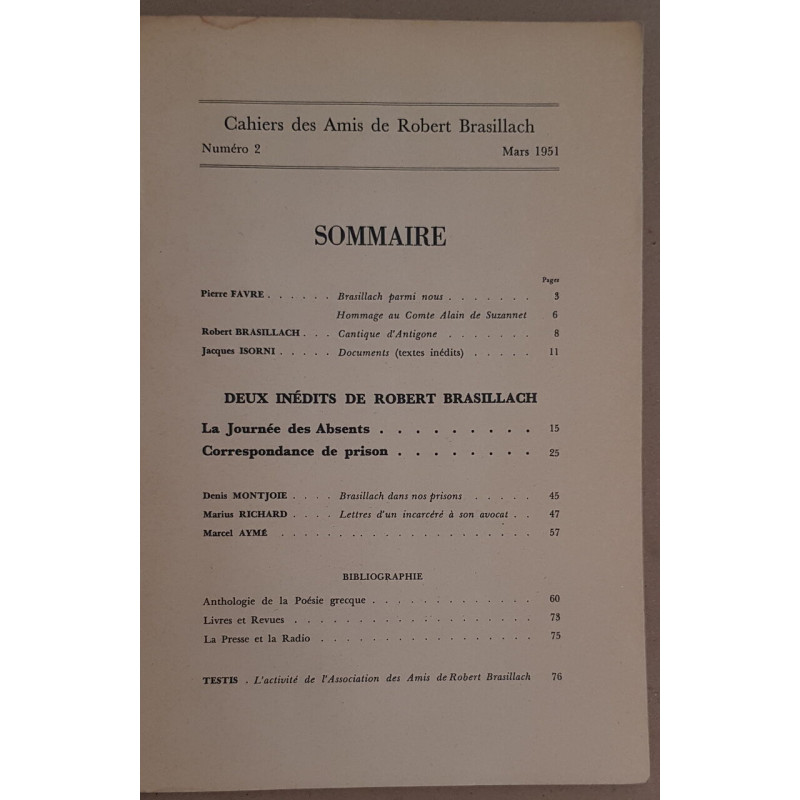 Cahiers des Amis de Robert Brasillach
Numéro 2 Mars 1951
SOMMAIRE
Pages
Pierre FAVRE . . . . . . Brasillach parmi nous . . . . . . . 3
Hommage au Comte Alain de Suzannet 6
Robert BRASILLACH . . . Cantique d'Antigone . . . . . . . 8
Jacques ISORNI . . . . . Documents (textes inédits) . . . . . 11
DEUX INÉDITS DE ROBERT BRASILLACH
La Journée des Absents . . . . . . . . . 15
Correspondance de prison . . . . . . . . 25
Denis MONTJOIE . . . . Brasillach dans nos prisons . . . . . 45
Marius RICHARD . . . . Lettres d'un incarcéré à son avocat . . 47
Marcel AYMÉ . . . . . . . . . . . . . . . . . . . . 57
BIBLIOGRAPHIE
Anthologie de la Poésie grecque . . . . . . . . . . . . . 60
Livres et Revues . . . . . . . . . . . . . . . . . . . 73
La Presse et la Radio . . . . . . . . . . . . . . . . . 75
TESTIS . L'activité de l'Association des Amis de Robert Brasillach 76